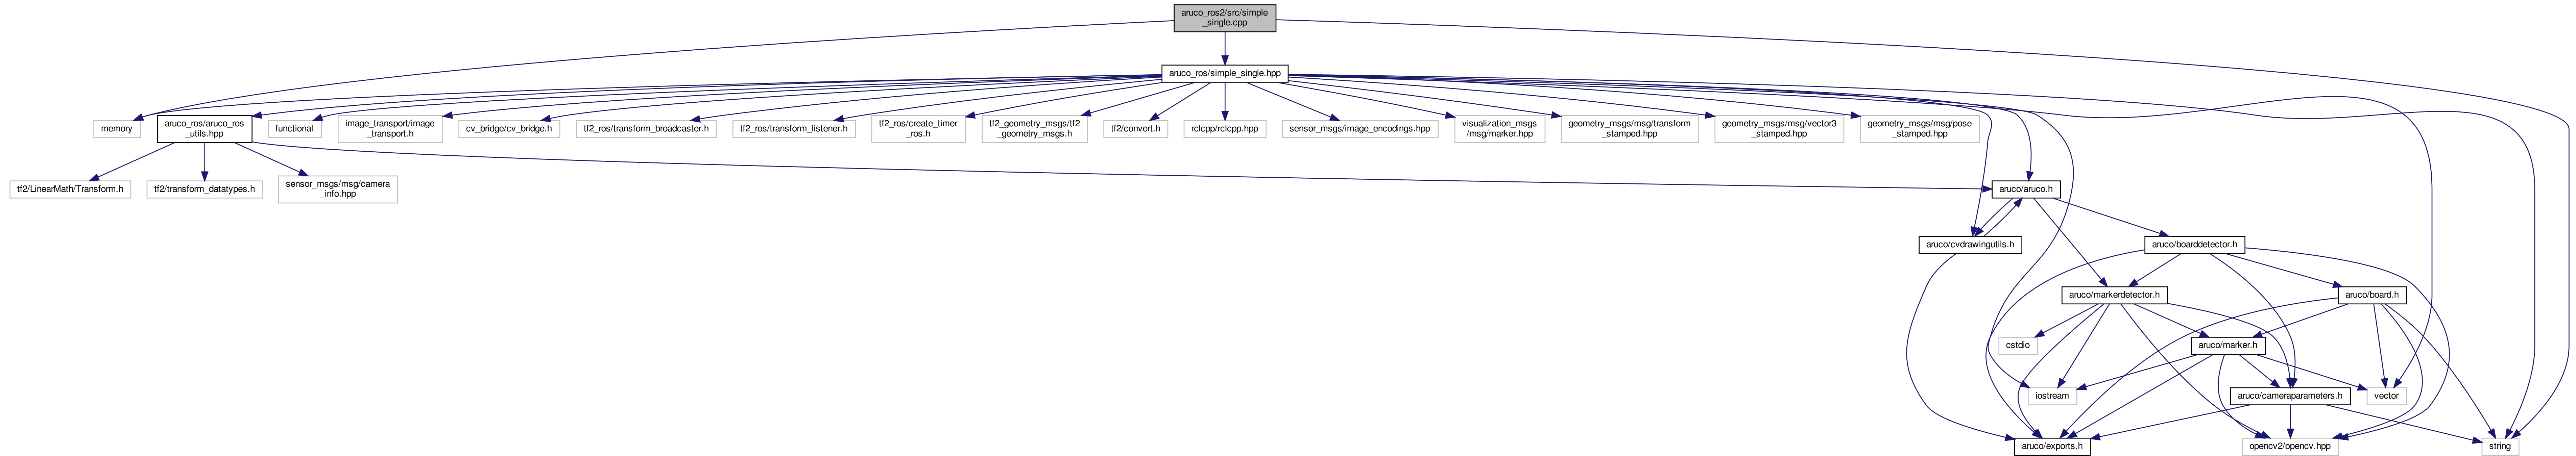 aruco_ros2/src/simple
_single.cpp
aruco_ros/simple_single.hpp
memory
aruco_ros/aruco_ros
_utils.hpp
functional
image_transport/image
_transport.h
cv_bridge/cv_bridge.h
tf2_ros/transform_broadcaster.h
tf2_ros/transform_listener.h
tf2_ros/create_timer
_ros.h
tf2_geometry_msgs/tf2
_geometry_msgs.h
tf2/convert.h
rclcpp/rclcpp.hpp
sensor_msgs/image_encodings.hpp
visualization_msgs
/msg/marker.hpp
geometry_msgs/msg/transform
_stamped.hpp
geometry_msgs/msg/vector3
_stamped.hpp
geometry_msgs/msg/pose
_stamped.hpp
tf2/LinearMath/Transform.h
tf2/transform_datatypes.h
sensor_msgs/msg/camera
_info.hpp
aruco/aruco.h
aruco/cvdrawingutils.h
aruco/boarddetector.h
aruco/markerdetector.h
aruco/board.h
cstdio
aruco/marker.h
iostream
aruco/cameraparameters.h
vector
aruco/exports.h
opencv2/opencv.hpp
string